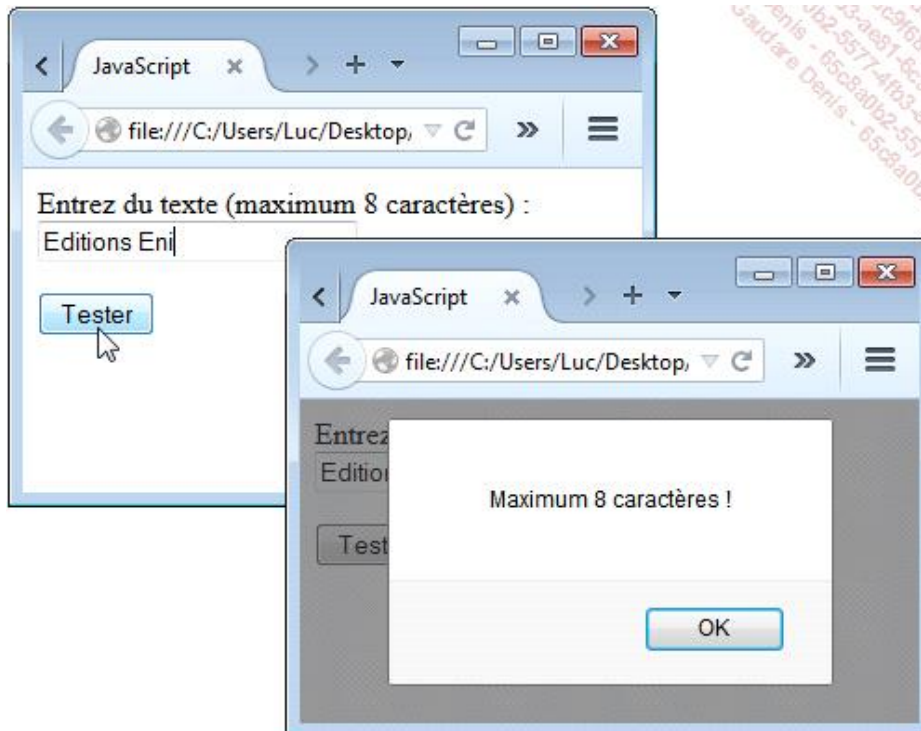 JavaScript
file:///C:/Users/Luc/Desktop/
Entrez du texte (maximum 8 caractères) :
Editions Eni
Tester
JavaScript
file:///C:/Users/Luc/Desktop/
Entrez
Editio
Test
Maximum 8 caractères !
OK